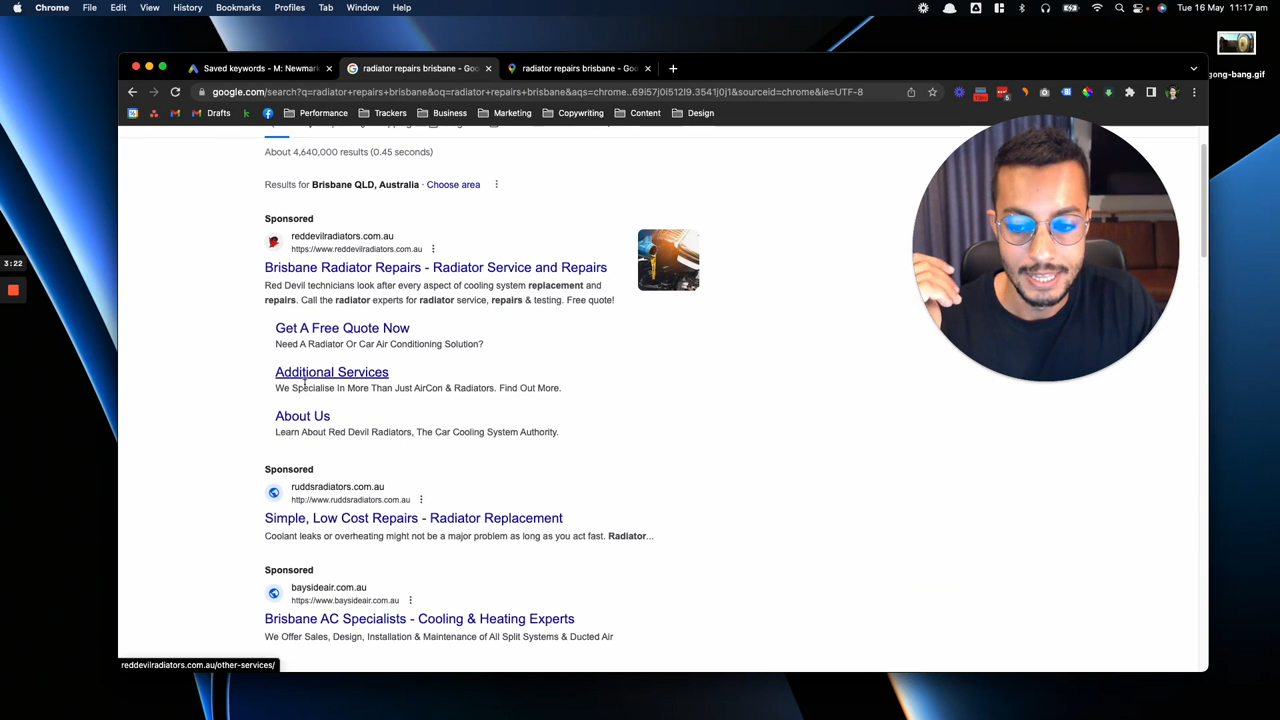 Chrome File Edit View History Bookmarks Profiles Tab Window Help Tue 16 May 11:17 AM
gong-bang.gif
Saved keywords - M: Newmark radiator repairs brisbane - Goo radiator repairs brisbane - Goo
google.com/search?q=radiator+repairs+brisbane&oq=radiator+repairs+brisbane&aqs=chrome..69i57j0i512l9.3541j0j1&sourceid=chrome&ie=UTF-8
Drafts Performance Trackers Business Marketing Copywriting Content Design
About 4,640,000 results (0.45 seconds)
Results for Brisbane QLD, Australia · Choose area
Sponsored
reddevilradiators.com.au
https://www.reddevilradiators.com.au
Brisbane Radiator Repairs - Radiator Service and Repairs
Red Devil technicians look after every aspect of cooling system replacement and
repairs. Call the radiator experts for radiator service, repairs & testing. Free quote!
3:22
Get A Free Quote Now
Need A Radiator Or Car Air Conditioning Solution?
Additional Services
We Specialise In More Than Just AirCon & Radiators. Find Out More.
About Us
Learn About Red Devil Radiators, The Car Cooling System Authority.
Sponsored
ruddsradiators.com.au
http://www.ruddsradiators.com.au
Simple, Low Cost Repairs - Radiator Replacement
Coolant leaks or overheating might not be a major problem as long as you act fast. Radiator...
Sponsored
baysideair.com.au
https://www.baysideair.com.au
Brisbane AC Specialists - Cooling & Heating Experts
We Offer Sales, Design, Installation & Maintenance of All Split Systems & Ducted Air
reddevilradiators.com.au/other-services/